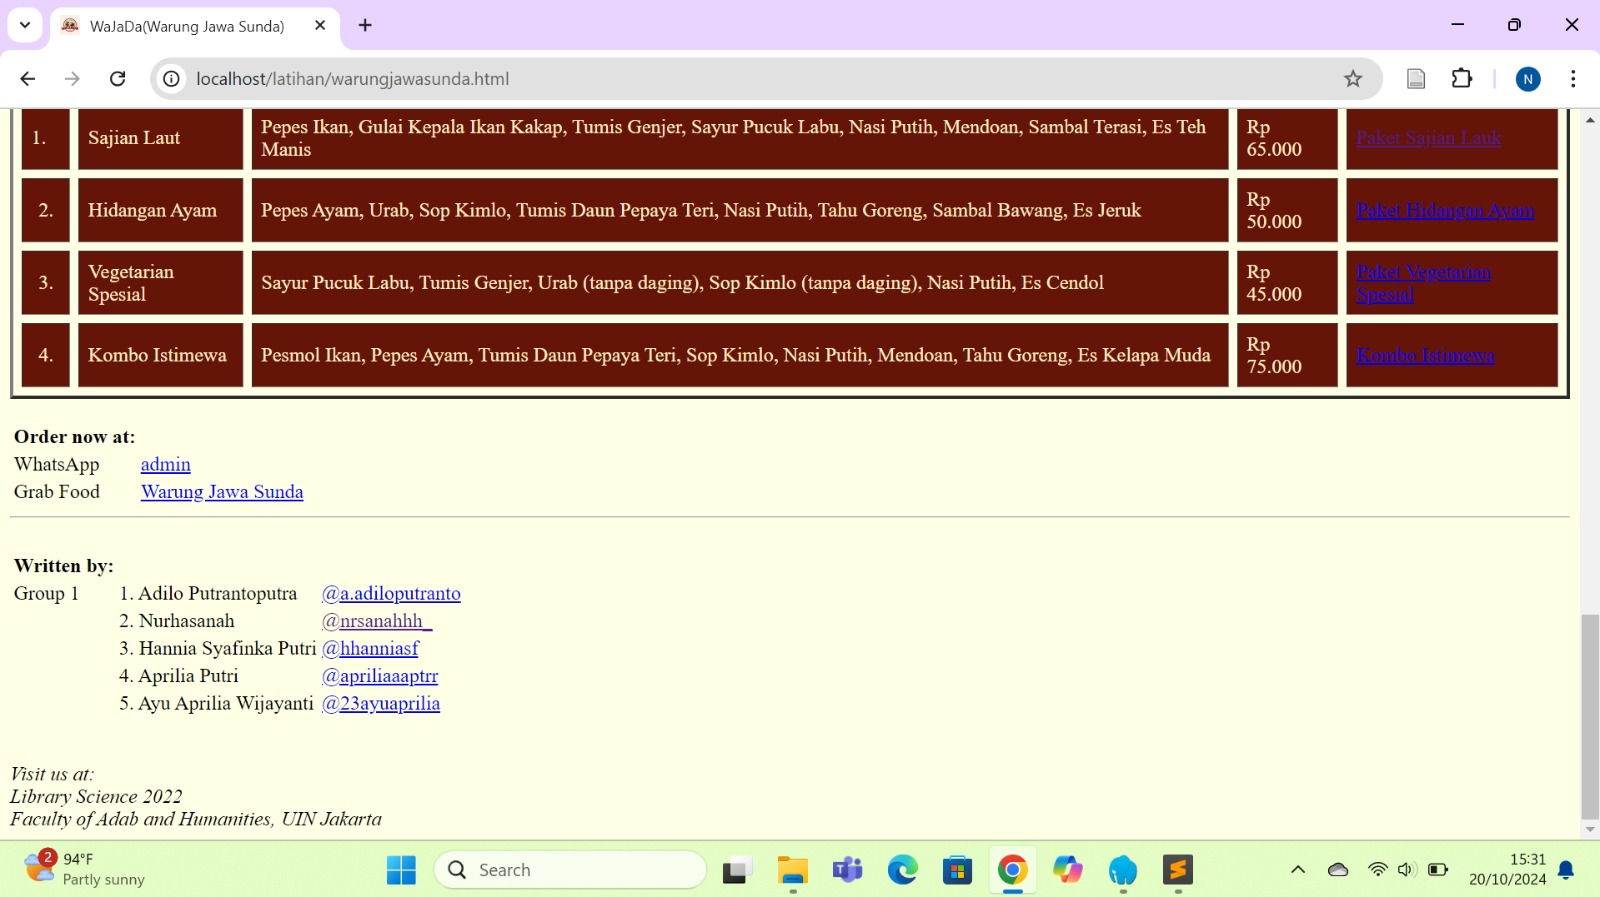 WaJaDa(Warung Jawa Sunda)
localhost/latihan/warungjawasunda.html
N
1. Sajian Laut Pepes Ikan, Gulai Kepala Ikan Kakap, Tumis Genjer, Sayur Pucuk Labu, Nasi Putih, Mendoan, Sambal Terasi, Es Teh Manis Rp 65.000 Paket Sajian Lauk
2. Hidangan Ayam Pepes Ayam, Urab, Sop Kimlo, Tumis Daun Pepaya Teri, Nasi Putih, Tahu Goreng, Sambal Bawang, Es Jeruk Rp 50.000 Paket Hidangan Ayam
3. Vegetarian Spesial Sayur Pucuk Labu, Tumis Genjer, Urab (tanpa daging), Sop Kimlo (tanpa daging), Nasi Putih, Es Cendol Rp 45.000 Paket Vegetarian Spesial
4. Kombo Istimewa Pesmol Ikan, Pepes Ayam, Tumis Daun Pepaya Teri, Sop Kimlo, Nasi Putih, Mendoan, Tahu Goreng, Es Kelapa Muda Rp 75.000 Kombo Istimewa
Order now at:
WhatsApp admin
Grab Food Warung Jawa Sunda
Written by:
Group 1 1. Adilo Putrantoputra @a.adiloputranto
2. Nurhasanah @nrsanahhh_
3. Hannia Syafinka Putri @hhanniasf
4. Aprilia Putri @apriliaaaptrr
5. Ayu Aprilia Wijayanti @23ayuaprilia
Visit us at:
Library Science 2022
Faculty of Adab and Humanities, UIN Jakarta
2 94°F
Partly sunny
Search
15:31
20/10/2024